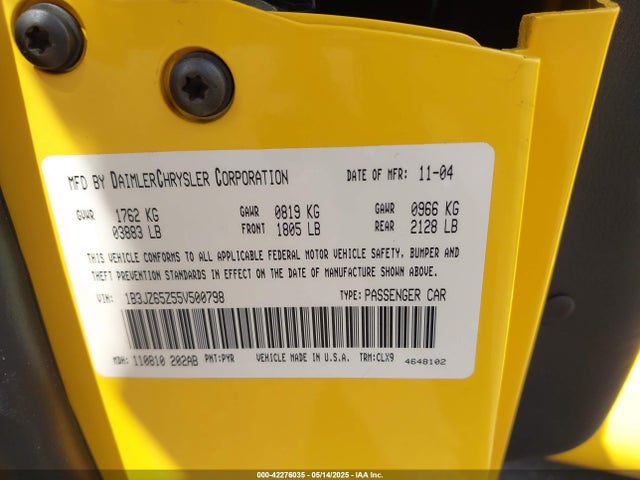 MFD BY DAIMLERCHRYSLER CORPORATION DATE OF MFR: 11-04
GVWR 1762 KG GAWR 0819 KG GAWR 0966 KG
03883 LB FRONT 1805 LB REAR 2128 LB
THIS VEHICLE CONFORMS TO ALL APPLICABLE FEDERAL MOTOR VEHICLE SAFETY, BUMPER AND
THEFT PREVENTION STANDARDS IN EFFECT ON THE DATE OF MANUFACTURE SHOWN ABOVE.
VIN: 1B3JZ65Z55V500798 TYPE: PASSENGER CAR
MDH: 110810 202AB PNT: PYR VEHICLE MADE IN U.S.A. TRM: CLX9 4648102
000-42276035 - 05/14/2025 - IAA Inc.